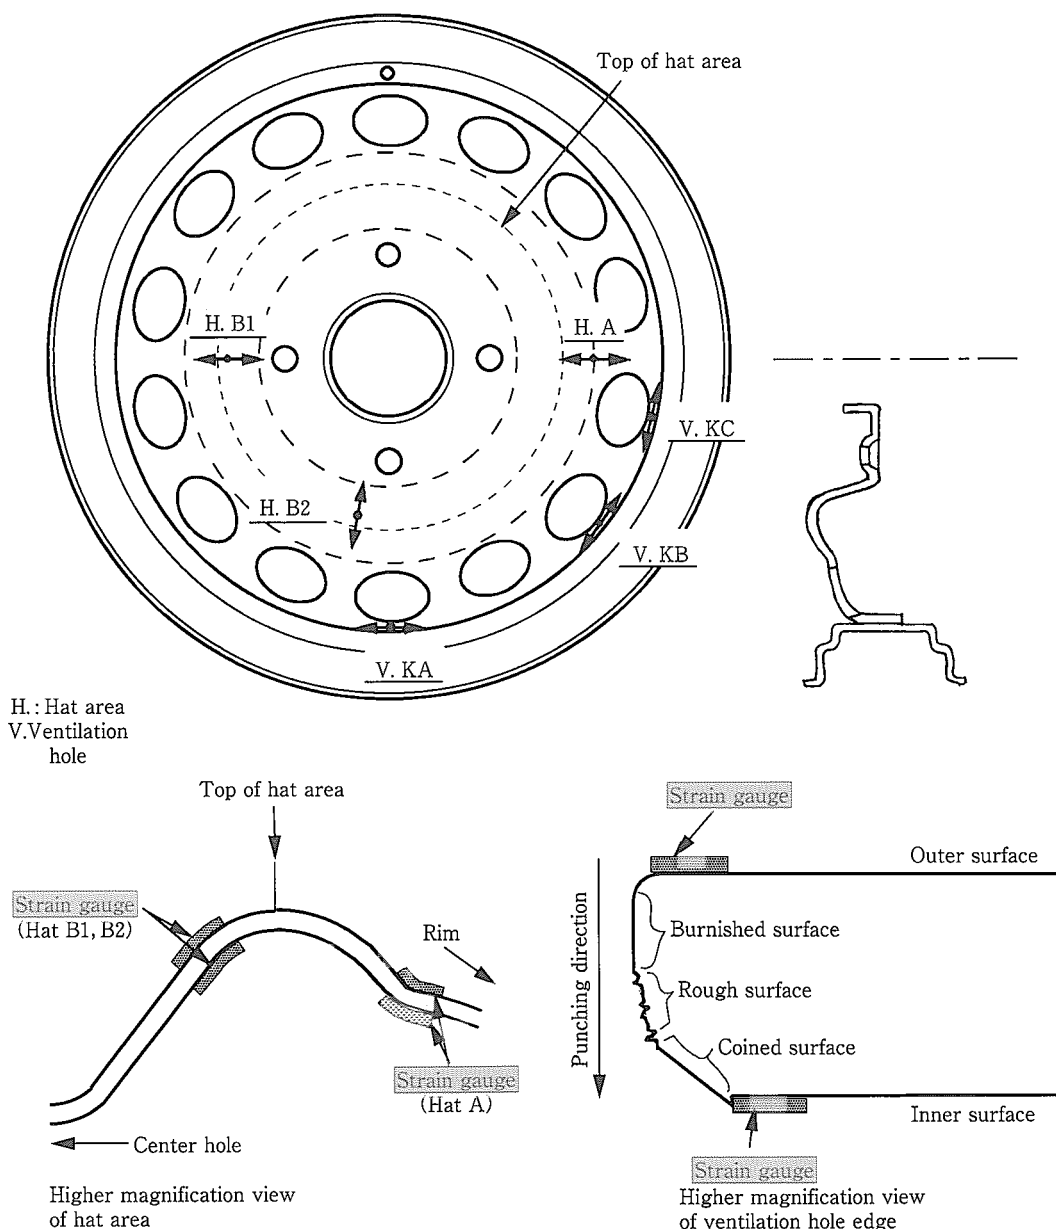 Top of hat area
H. B1
H. A
V. KC
H. B2
V. KB
V. KA
H.: Hat area
V.Ventilation
hole
Top of hat area
Strain gauge
(Hat B1, B2)
Rim
Strain gauge
(Hat A)
Center hole
Higher magnification view
of hat area
Strain gauge
Outer surface
Punching direction
Burnished surface
Rough surface
Coined surface
Inner surface
Strain gauge
Higher magnification view
of ventilation hole edge